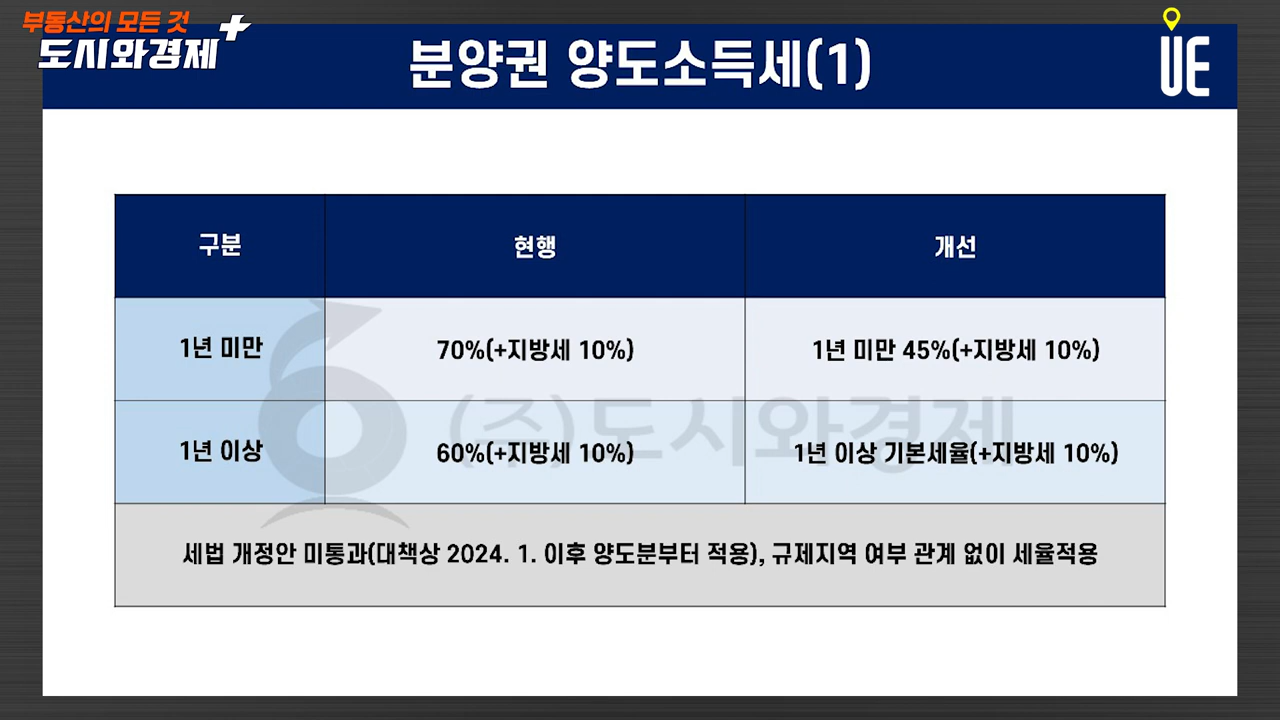 부동산의 모든 것
도시와경제+
분양권 양도소득세(1)
UE
구분 현행 개선
1년 미만 70%(+지방세 10%) 1년 미만 45%(+지방세 10%)
(주)도시와경제
1년 이상 60%(+지방세 10%) 1년 이상 기본세율(+지방세 10%)
세법 개정안 미통과(대책상 2024. 1. 이후 양도분부터 적용), 규제지역 여부 관계 없이 세율적용